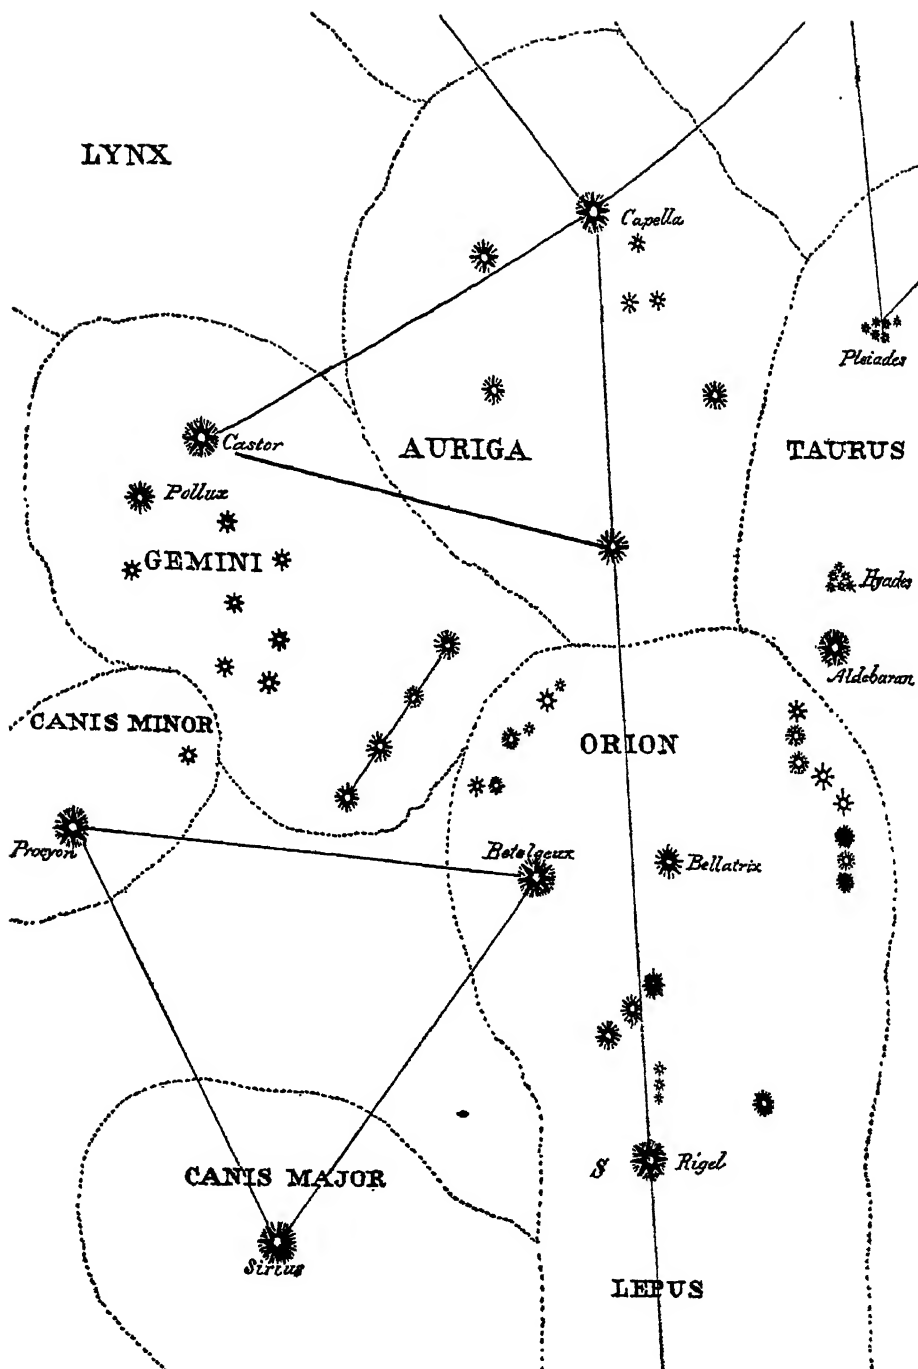 LYNX
Capella
Pleiades
Castor
AURIGA
TAURUS
Pollux
GEMINI
Hyades
Aldebaran
CANIS MINOR
ORION
Procyon
Betelgeux
Bellatrix
CANIS MAJOR
S
Rigel
Sirius
LEPUS